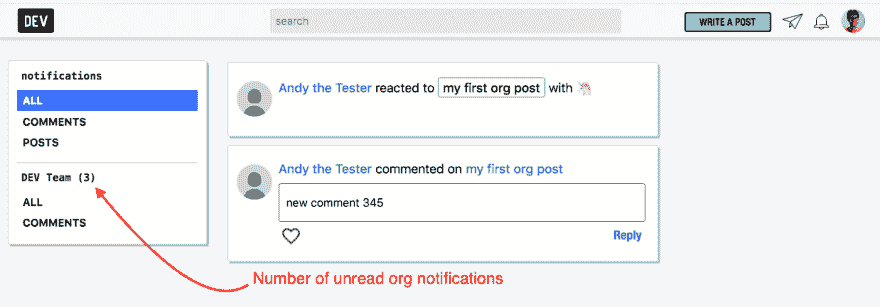 DEV
search
WRITE A POST
notifications
ALL
COMMENTS
POSTS
DEV Team (3)
ALL
COMMENTS
Andy the Tester reacted to my first org post with 🦄
Andy the Tester commented on my first org post
new comment 345
Reply
Number of unread org notifications